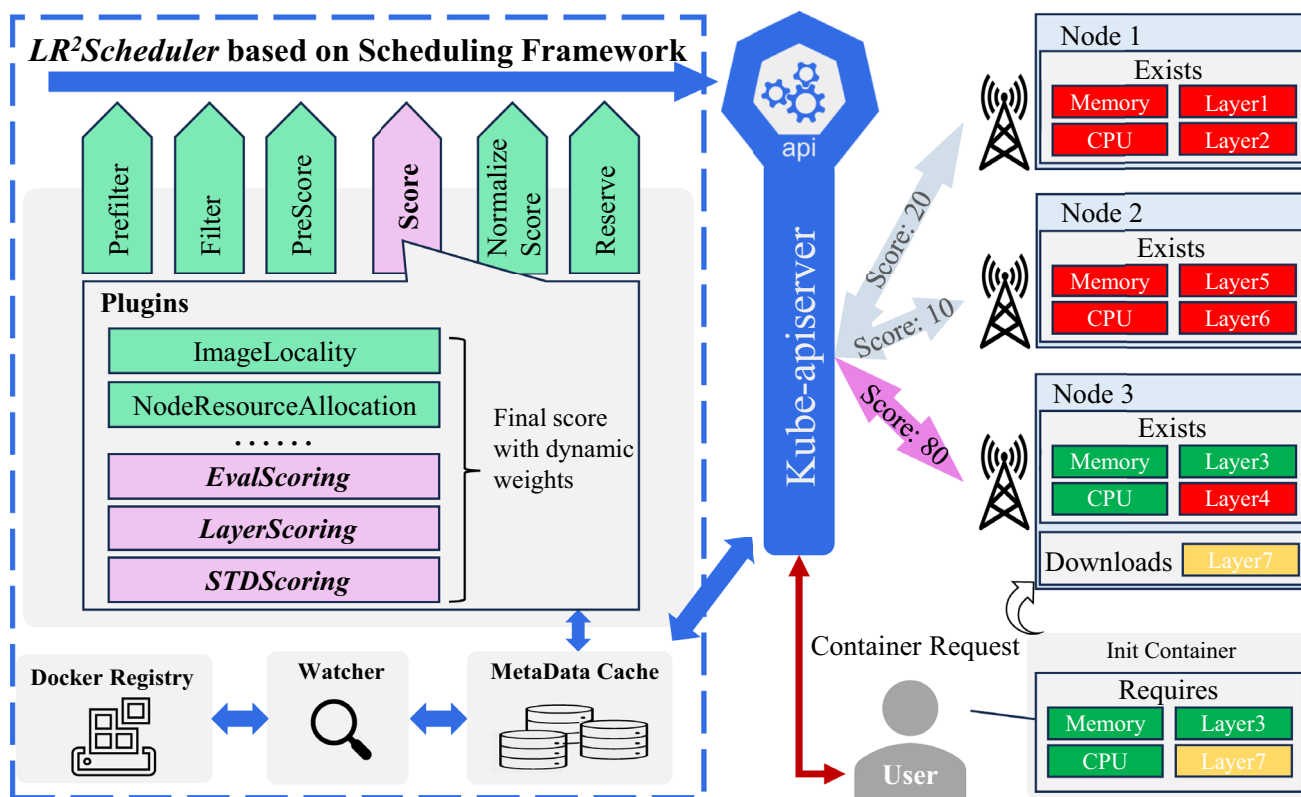 LR²Scheduler based on Scheduling Framework
Prefilter
Filter
PreScore
Score
Normalize
Score
Reserve
Plugins
ImageLocality
NodeResourceAllocation
······
EvalScoring
LayerScoring
STDScoring
Final score
with dynamic
weights
Docker Registry
Watcher
MetaData Cache
api
Kube-apiserver
Score: 20
Score: 10
Score: 80
Node 1
Exists
Memory
Layer1
CPU
Layer2
Node 2
Exists
Memory
Layer5
CPU
Layer6
Node 3
Exists
Memory
Layer3
CPU
Layer4
Downloads
Layer7
Container Request
User
Init Container
Requires
Memory
Layer3
CPU
Layer7